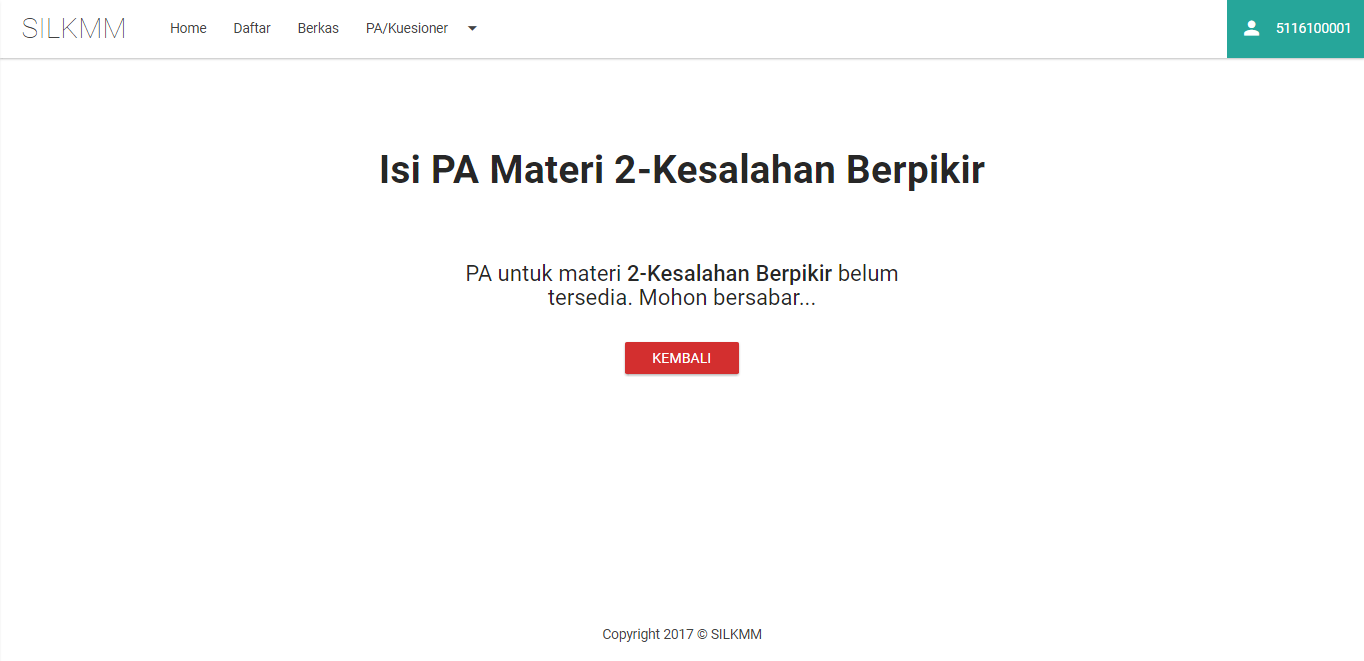 SILKMM Home Daftar Berkas PA/Kuesioner 5116100001
Isi PA Materi 2-Kesalahan Berpikir
PA untuk materi 2-Kesalahan Berpikir belum
tersedia. Mohon bersabar...
KEMBALI
Copyright 2017 © SILKMM